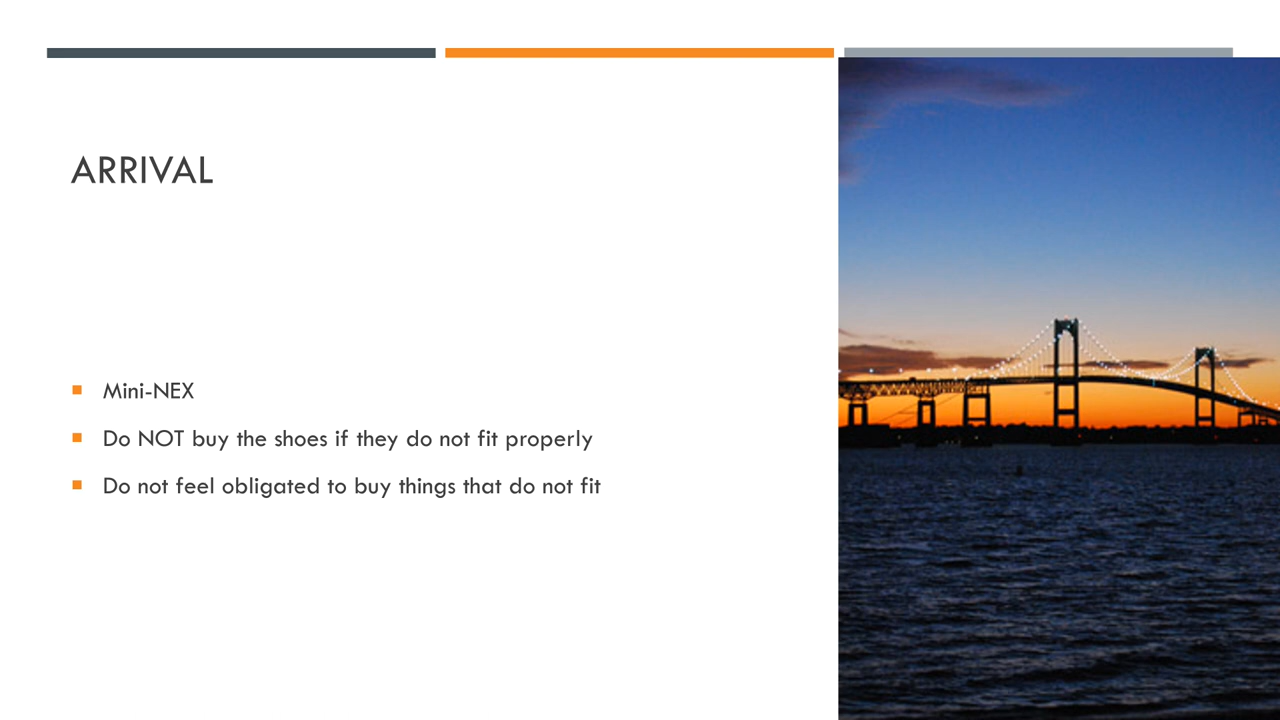 ARRIVAL
Mini-NEX
Do NOT buy the shoes if they do not fit properly
Do not feel obligated to buy things that do not fit